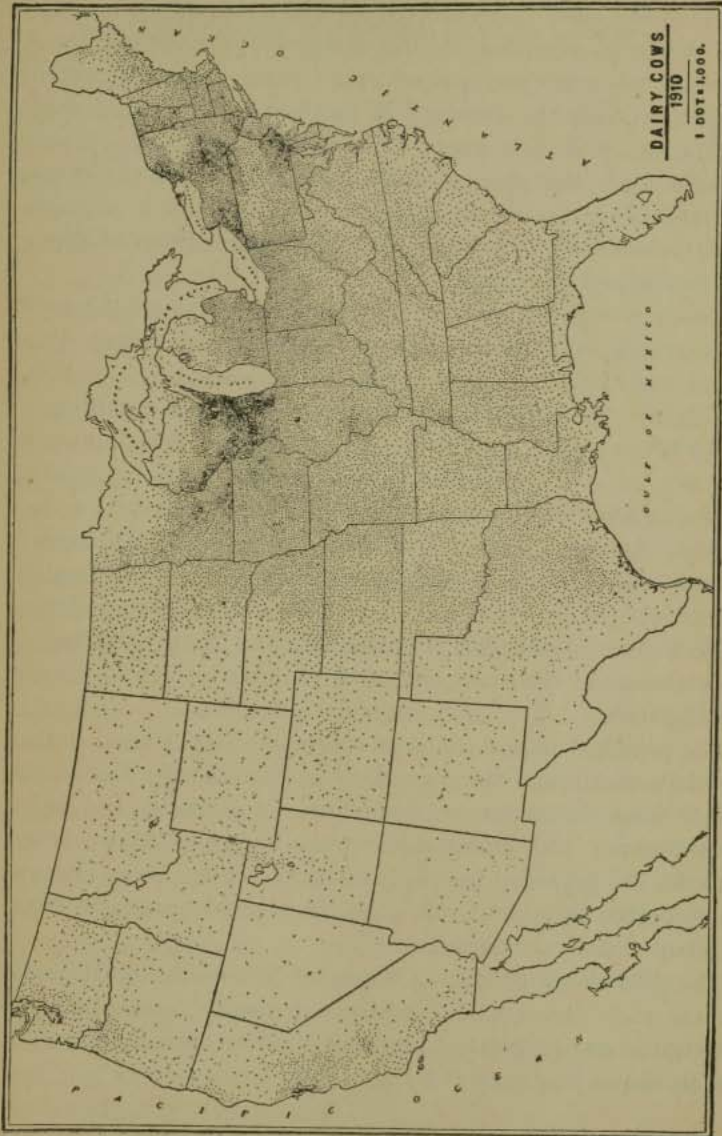 PACIFIC OCEAN
ATLANTIC OCEAN
GULF OF MEXICO
DAIRY COWS
1910
1 DOT=1,000.